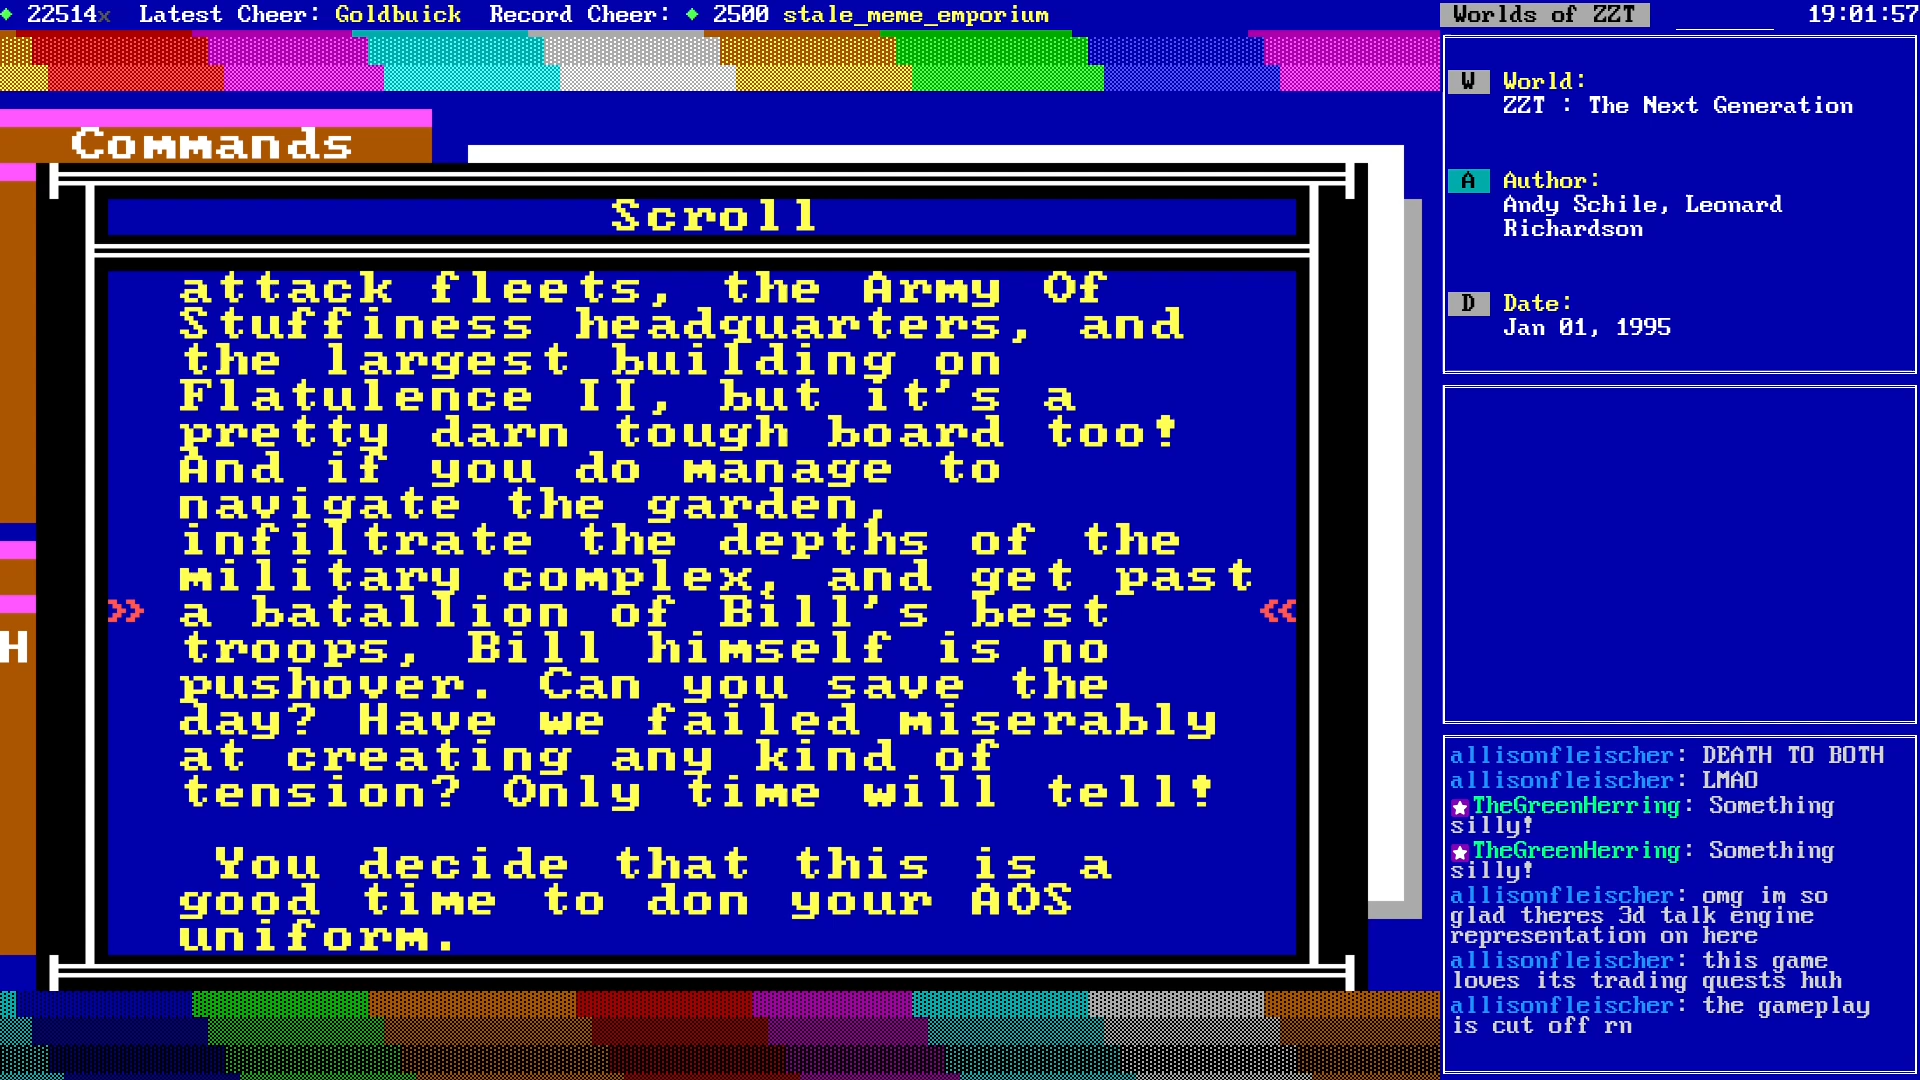 22514x Latest Cheer: Goldbuick Record Cheer: 2500 stale_meme_emporium
Worlds of ZZT
19:01:57
Commands
H
Scroll
attack fleets, the Army Of
Stuffiness headquarters, and
the largest building on
Flatulence II, but it's a
pretty darn tough board too!
And if you do manage to
navigate the garden,
infiltrate the depths of the
military complex, and get past
» a batallion of Bill's best «
troops, Bill himself is no
pushover. Can you save the
day? Have we failed miserably
at creating any kind of
tension? Only time will tell!
You decide that this is a
good time to don your AOS
uniform.
W World:
ZZT : The Next Generation
A Author:
Andy Schile, Leonard
Richardson
D Date:
Jan 01, 1995
allisonfleischer: DEATH TO BOTH
allisonfleischer: LMAO
TheGreenHerring: Something
silly!
TheGreenHerring: Something
silly!
allisonfleischer: omg im so
glad theres 3d talk engine
representation on here
allisonfleischer: this game
loves its trading quests huh
allisonfleischer: the gameplay
is cut off rn